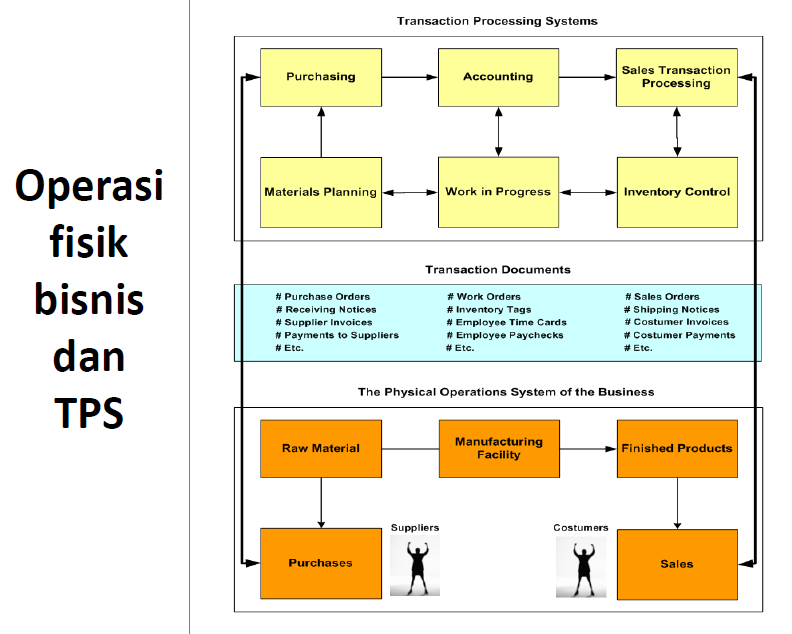 Operasi
fisik
bisnis
dan
TPS
Transaction Processing Systems
Purchasing
Accounting
Sales Transaction
Processing
Materials Planning
Work in Progress
Inventory Control
Transaction Documents
# Purchase Orders
# Receiving Notices
# Supplier Invoices
# Payments to Suppliers
# Etc.
# Work Orders
# Inventory Tags
# Employee Time Cards
# Employee Paychecks
# Etc.
# Sales Orders
# Shipping Notices
# Costumer Invoices
# Costumer Payments
# Etc.
The Physical Operations System of the Business
Raw Material
Manufacturing
Facility
Finished Products
Suppliers
Costumers
Purchases
Sales